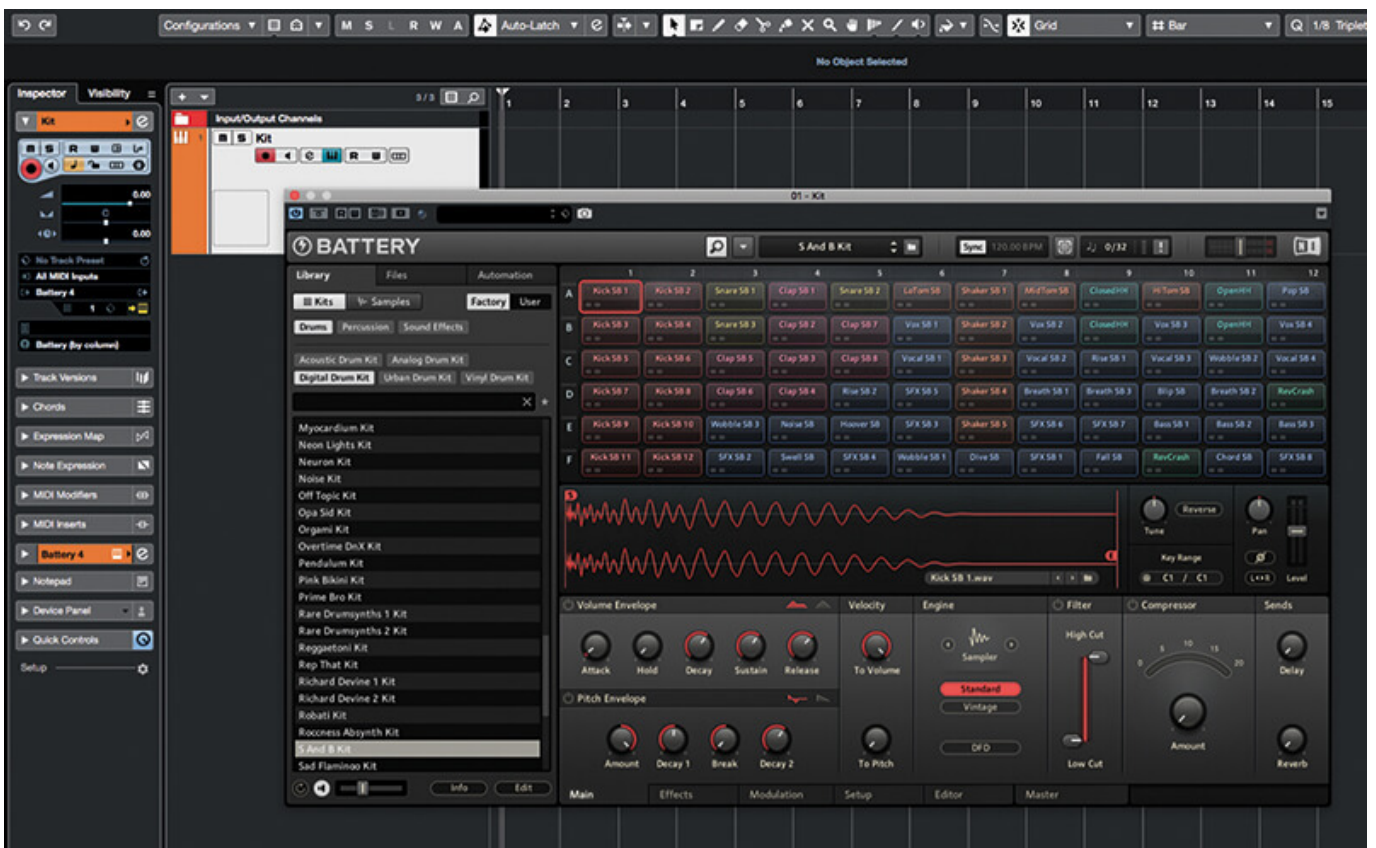 Configurations M S L R W A Auto-Latch Grid Bar Q 1/8 Triplet
No Object Selected
Inspector Visibility
Kit
M S R W
0.00
C
0.00
No Track Preset
All MIDI Inputs
Battery 4
1 0
Battery (by column)
Track Versions
Chords
Expression Map
Note Expression
MIDI Modifiers
MIDI Inserts
Battery 4
Notepad
Device Panel
Quick Controls
Setup
Input/Output Channels
1 m S Kit
R W
1 2 3 4 5 6 7 8 9 10 11 12 13 14 15
01 - Kit
BATTERY S And B Kit Sync 120.00 BPM 0/32
Library Files Automation
Kits Samples Factory User
Drums Percussion Sound Effects
Acoustic Drum Kit Analog Drum Kit
Digital Drum Kit Urban Drum Kit Vinyl Drum Kit
Myocardium Kit
Neon Lights Kit
Neuron Kit
Noise Kit
Off Topic Kit
Opa Sid Kit
Orgami Kit
Overtime DnX Kit
Pendulum Kit
Pink Bikini Kit
Prime Bro Kit
Rare Drumsynths 1 Kit
Rare Drumsynths 2 Kit
Reggaetoni Kit
Rep That Kit
Richard Devine 1 Kit
Richard Devine 2 Kit
Robati Kit
Roccness Absynth Kit
S And B Kit
Sad Flamingo Kit
Info Edit
1 2 3 4 5 6 7 8 9 10 11 12
A Kick SB 1 Kick SB 2 Snare SB 1 Clap SB 1 Snare SB 2 LoTom SB Shaker SB 1 MidTom SB ClosedHH HiTom SB OpenHH Pop SB
B Kick SB 3 Kick SB 4 Snare SB 3 Clap SB 2 Clap SB 7 Vox SB 1 Shaker SB 2 Vox SB 2 ClosedHH Vox SB 3 OpenHH Vox SB 4
C Kick SB 5 Kick SB 6 Clap SB 5 Clap SB 3 Clap SB 8 Vocal SB 1 Shaker SB 3 Vocal SB 2 Rise SB 1 Vocal SB 3 Wobble SB 2 Vocal SB 4
D Kick SB 7 Kick SB 8 Clap SB 6 Clap SB 4 Rise SB 2 SFX SB 5 Shaker SB 4 Breath SB 1 Breath SB 3 Blip SB Breath SB 2 RevCrash
E Kick SB 9 Kick SB 10 Wobble SB 3 Noise SB Hoover SB SFX SB 3 Shaker SB 5 SFX SB 6 SFX SB 7 Bass SB 1 Bass SB 2 Bass SB 3
F Kick SB 11 Kick SB 12 SFX SB 2 Swell SB SFX SB 4 Wobble SB 1 Dive SB SFX SB 1 Fall SB RevCrash Chord SB SFX SB 8
S
Kick SB 1.wav
Reverse
Tune Pan
Key Range
C1 / C1 L↔R Level
Volume Envelope Velocity Engine Filter Compressor Sends
High Cut
Sampler
5 10 15
0 20
Attack Hold Decay Sustain Release To Volume Delay
Standard
Vintage
Pitch Envelope
DFD
Amount Decay 1 Break Decay 2 To Pitch Low Cut Amount Reverb
Main Effects Modulation Setup Editor Master